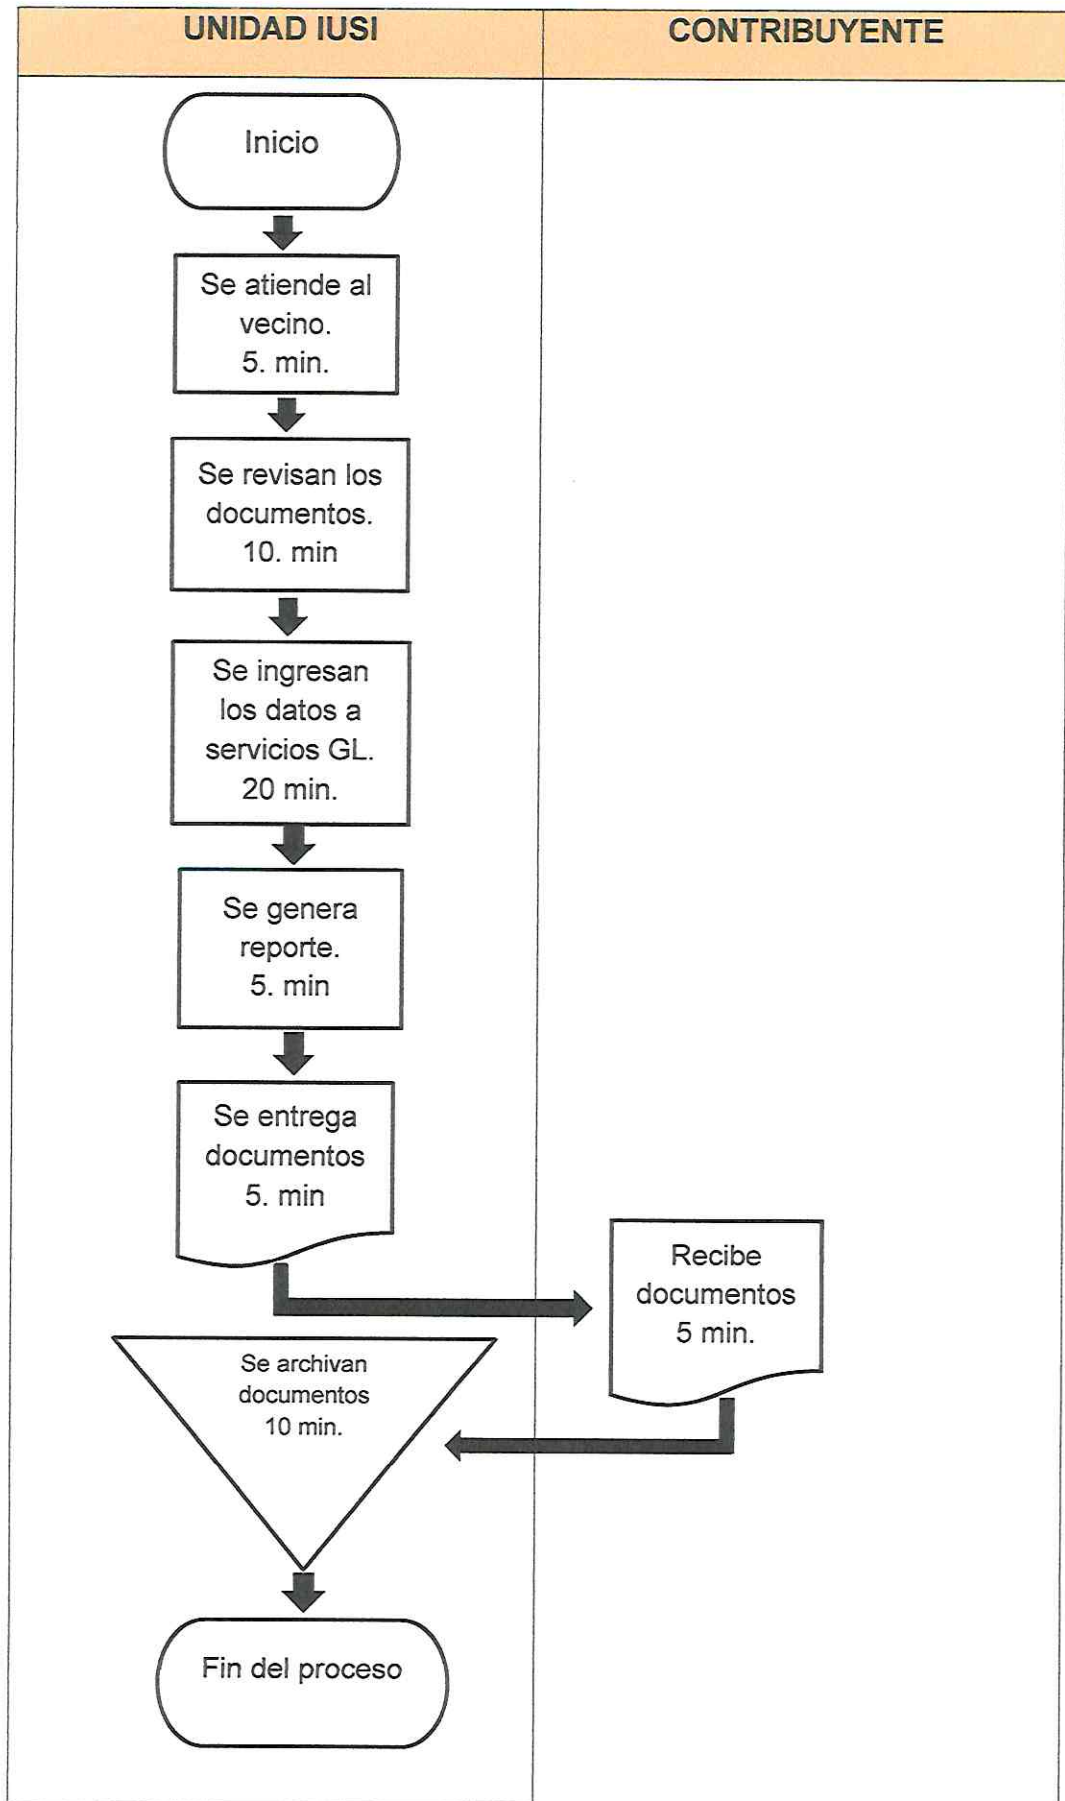 UNIDAD IUSI
CONTRIBUYENTE
Inicio
Se atiende al
vecino.
5. min.
Se revisan los
documentos.
10. min
Se ingresan
los datos a
servicios GL.
20 min.
Se genera
reporte.
5. min
Se entrega
documentos
5. min
Recibe
documentos
5 min.
Se archivan
documentos
10 min.
Fin del proceso